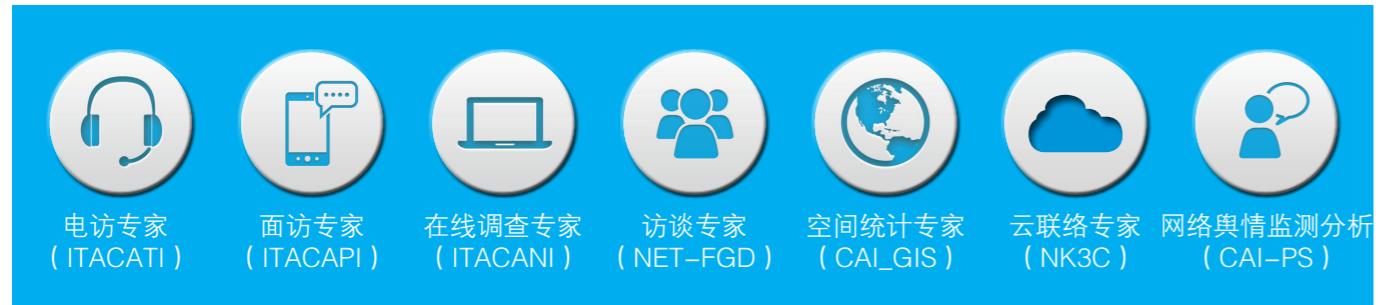 电访专家
（ITACATI）
面访专家
（ITACAPI）
在线调查专家
（ITACANI）
访谈专家
（NET-FGD）
空间统计专家
（CAI_GIS）
云联络专家
（NK3C）
网络舆情监测分析
（CAI-PS）